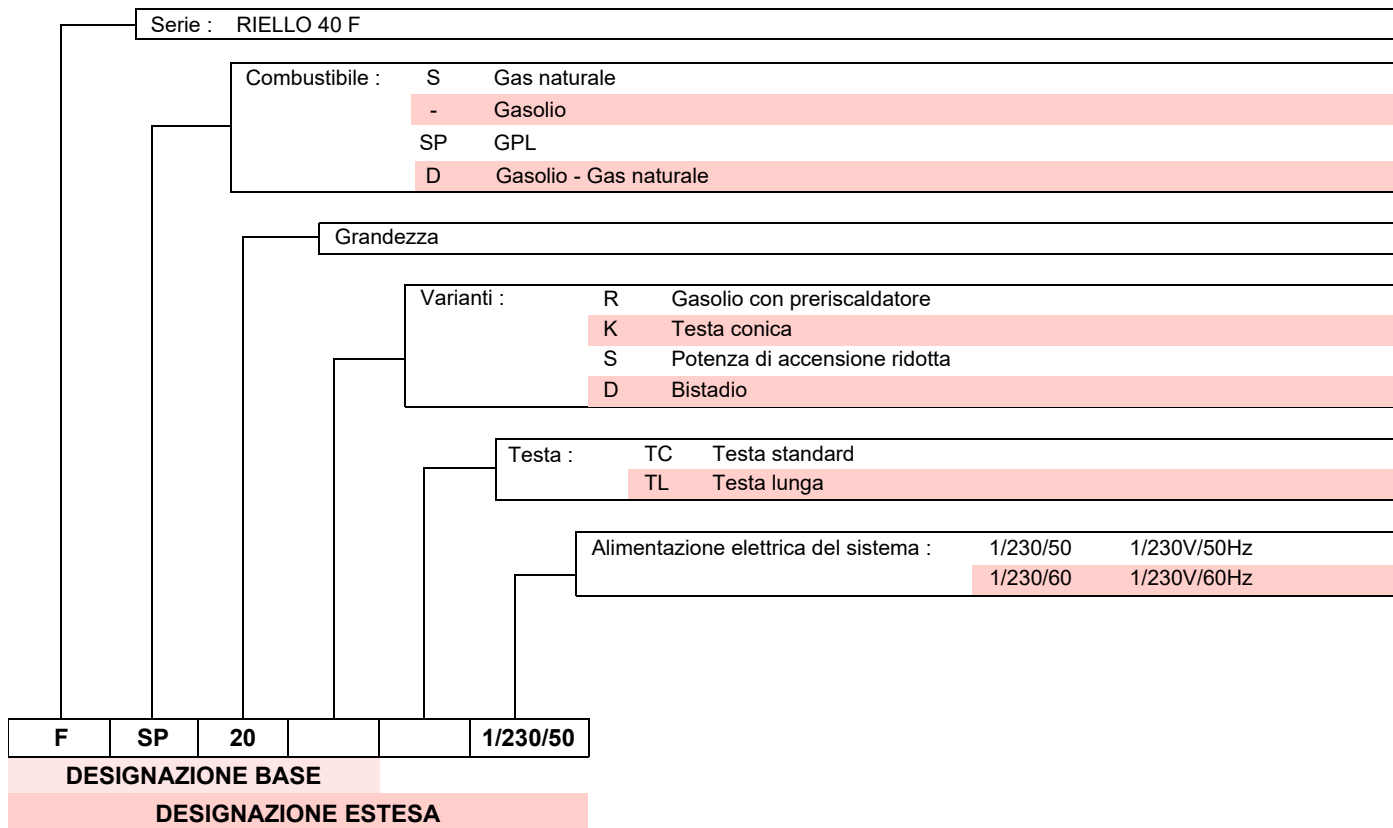 Serie : RIELLO 40 F
Combustibile : S Gas naturale
- Gasolio
SP GPL
D Gasolio - Gas naturale
Grandezza
Varianti : R Gasolio con preriscaldatore
K Testa conica
S Potenza di accensione ridotta
D Bistadio
Testa : TC Testa standard
TL Testa lunga
Alimentazione elettrica del sistema : 1/230/50 1/230V/50Hz
1/230/60 1/230V/60Hz
F SP 20 1/230/50
DESIGNAZIONE BASE
DESIGNAZIONE ESTESA